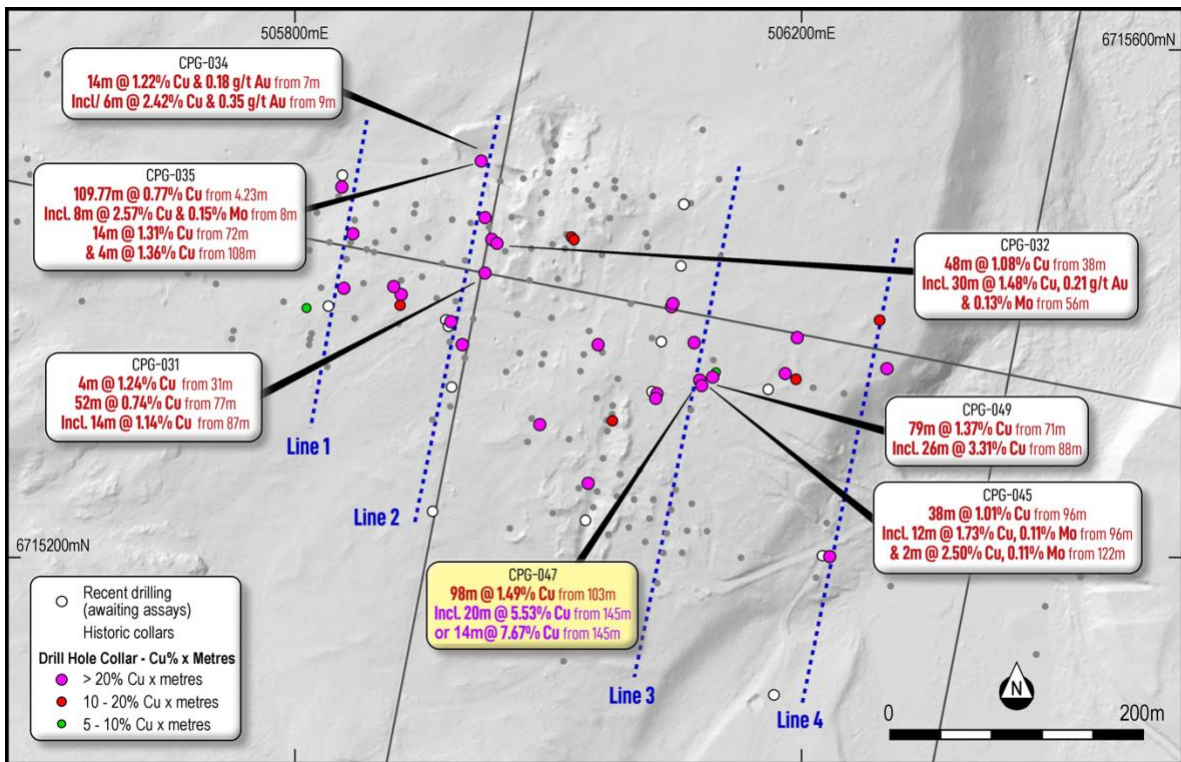 505800mE
506200mE
6715600mN
CPG-034
14m @ 1.22% Cu & 0.18 g/t Au from 7m
Incl/ 6m @ 2.42% Cu & 0.35 g/t Au from 9m
CPG-035
109.77m @ 0.77% Cu from 4.23m
Incl. 8m @ 2.57% Cu & 0.15% Mo from 8m
14m @ 1.31% Cu from 72m
& 4m @ 1.36% Cu from 108m
CPG-032
48m @ 1.08% Cu from 38m
Incl. 30m @ 1.48% Cu, 0.21 g/t Au
& 0.13% Mo from 56m
CPG-031
4m @ 1.24% Cu from 31m
52m @ 0.74% Cu from 77m
Incl. 14m @ 1.14% Cu from 87m
Line 1
CPG-049
79m @ 1.37% Cu from 71m
Incl. 26m @ 3.31% Cu from 88m
Line 2
CPG-045
38m @ 1.01% Cu from 96m
Incl. 12m @ 1.73% Cu, 0.11% Mo from 96m
& 2m @ 2.50% Cu, 0.11% Mo from 122m
6715200mN
CPG-047
98m @ 1.49% Cu from 103m
Incl. 20m @ 5.53% Cu from 145m
or 14m@ 7.67% Cu from 145m
Recent drilling
(awaiting assays)
Historic collars
Drill Hole Collar - Cu% x Metres
> 20% Cu x metres
10 - 20% Cu x metres
5 - 10% Cu x metres
Line 3
Line 4
N
0
200m